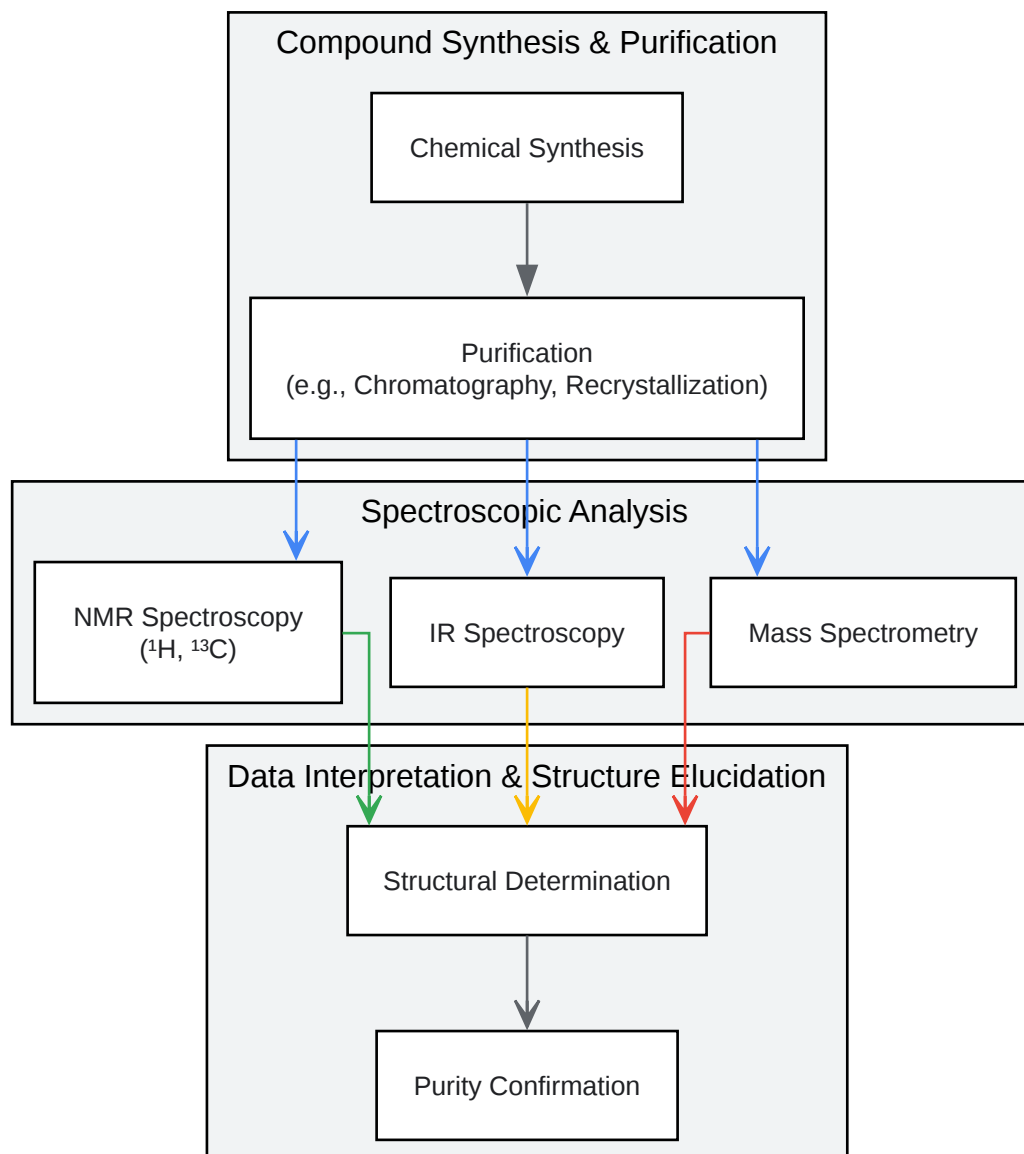 Compound Synthesis & Purification
Chemical Synthesis
Purification
(e.g., Chromatography, Recrystallization)
Spectroscopic Analysis
NMR Spectroscopy
(¹H, ¹³C)
IR Spectroscopy
Mass Spectrometry
Data Interpretation & Structure Elucidation
Structural Determination
Purity Confirmation